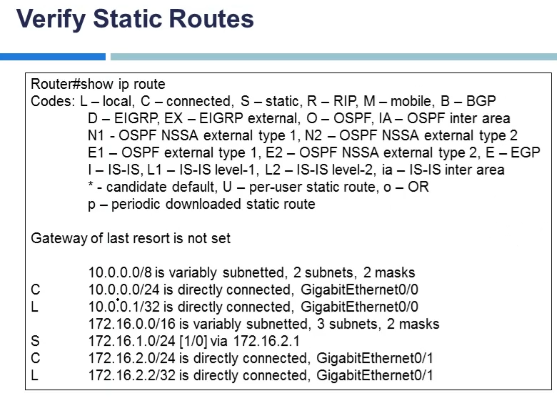 Verify Static Routes
Router#show ip route
Codes: L – local, C – connected, S – static, R – RIP, M – mobile, B – BGP
D – EIGRP, EX – EIGRP external, O – OSPF, IA – OSPF inter area
N1 - OSPF NSSA external type 1, N2 – OSPF NSSA external type 2
E1 – OSPF external type 1, E2 – OSPF NSSA external type 2, E – EGP
I – IS-IS, L1 – IS-IS level-1, L2 – IS-IS level-2, ia – IS-IS inter area
* - candidate default, U – per-user static route, o – OR
p – periodic downloaded static route
Gateway of last resort is not set
10.0.0.0/8 is variably subnetted, 2 subnets, 2 masks
C 10.0.0.0/24 is directly connected, GigabitEthernet0/0
L 10.0.0.1/32 is directly connected, GigabitEthernet0/0
172.16.0.0/16 is variably subnetted, 3 subnets, 2 masks
S 172.16.1.0/24 [1/0] via 172.16.2.1
C 172.16.2.0/24 is directly connected, GigabitEthernet0/1
L 172.16.2.2/32 is directly connected, GigabitEthernet0/1